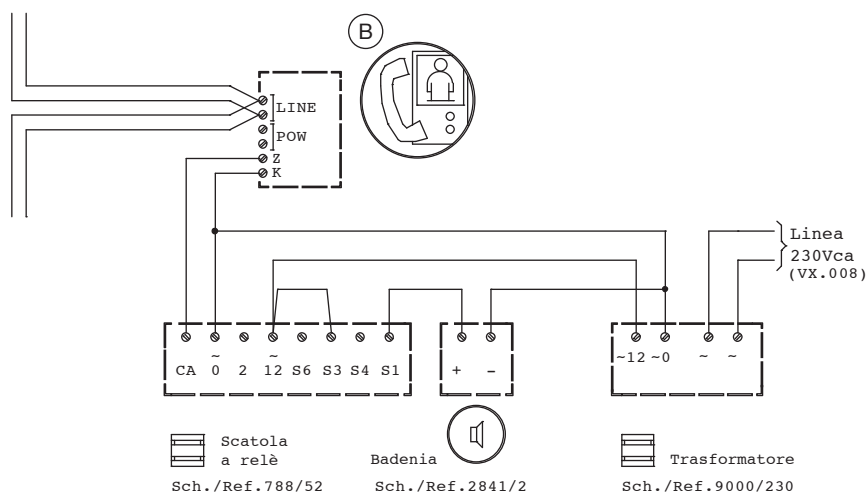 B
LINE
POW
Z
K
Linea
230Vca
(VX.008)
~ ~
CA 0 2 12 S6 S3 S4 S1
+ -
~12 ~0 ~ ~
Scatola
a relè
Sch./Ref.788/52
Badenia
Sch./Ref.2841/2
Trasformatore
Sch./Ref.9000/230